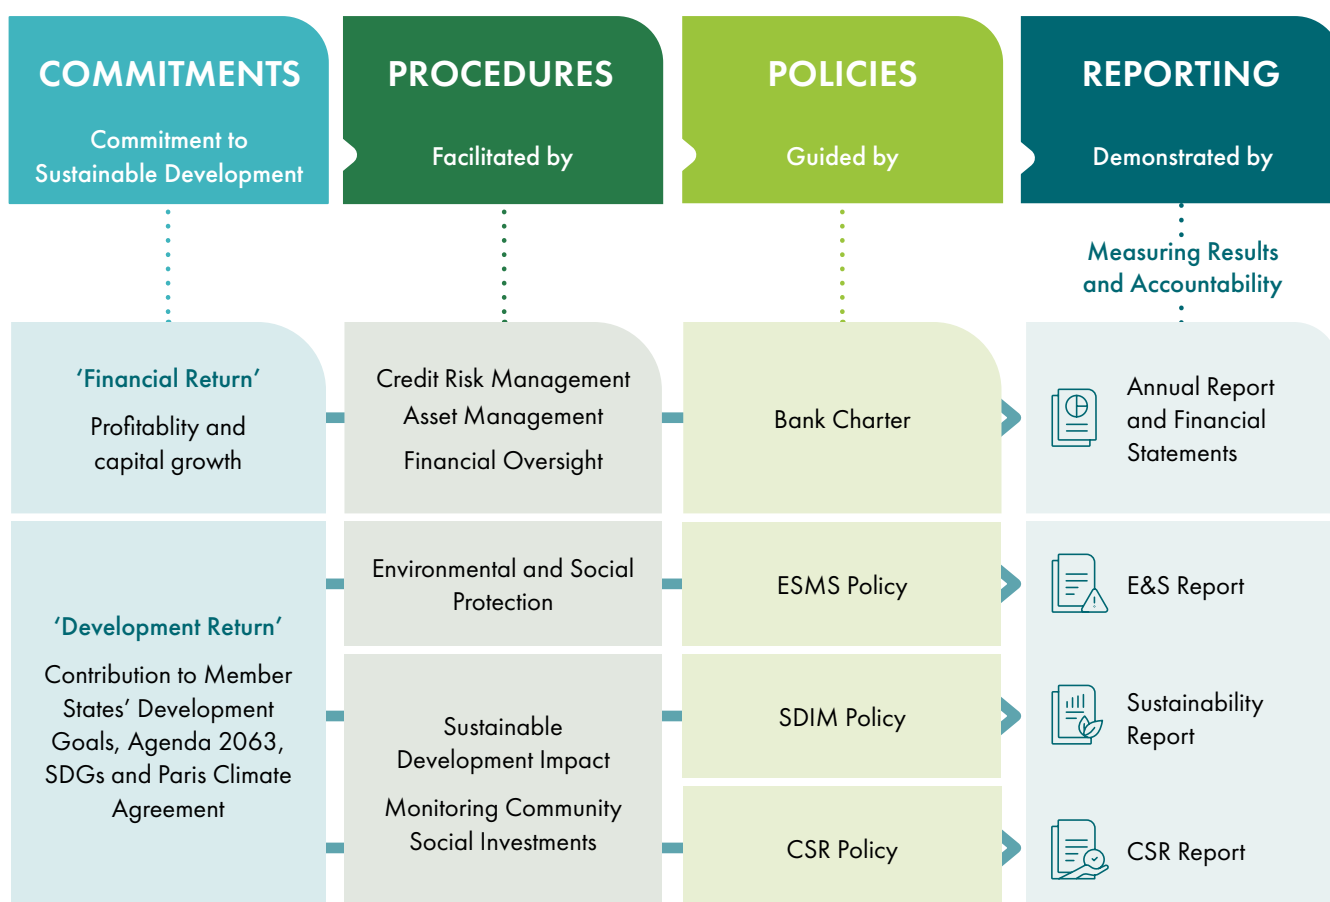 COMMITMENTS
Commitment to
Sustainable Development
PROCEDURES
Facilitated by
POLICIES
Guided by
REPORTING
Demonstrated by
Measuring Results
and Accountability
‘Financial Return’
Profitablity and
capital growth
Credit Risk Management
Asset Management
Financial Oversight
Bank Charter
Annual Report
and Financial
Statements
‘Development Return’
Contribution to Member
States’ Development
Goals, Agenda 2063,
SDGs and Paris Climate
Agreement
Environmental and Social
Protection
ESMS Policy
E&S Report
Sustainable
Development Impact
Monitoring Community
Social Investments
SDIM Policy
Sustainability
Report
CSR Policy
CSR Report